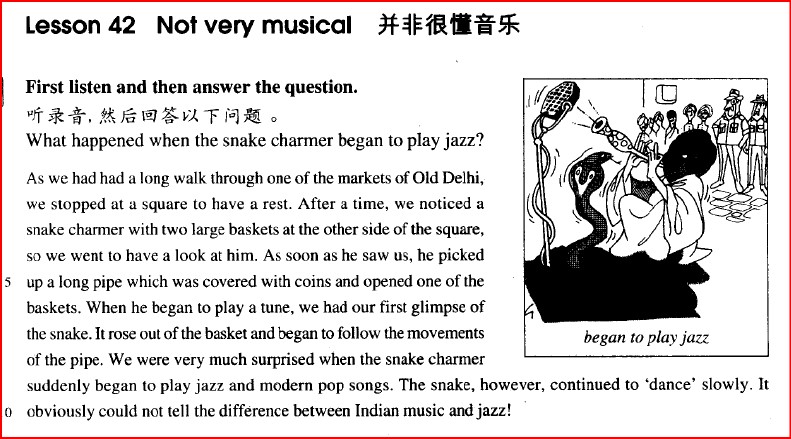 Lesson 42 Not very musical 并非很懂音乐
First listen and then answer the question.
听录音，然后回答以下问题。
What happened when the snake charmer began to play jazz?
As we had had a long walk through one of the markets of Old Delhi,
we stopped at a square to have a rest. After a time, we noticed a
snake charmer with two large baskets at the other side of the square,
so we went to have a look at him. As soon as he saw us, he picked
5 up a long pipe which was covered with coins and opened one of the
baskets. When he began to play a tune, we had our first glimpse of
the snake. It rose out of the basket and began to follow the movements
of the pipe. We were very much surprised when the snake charmer
suddenly began to play jazz and modern pop songs. The snake, however, continued to ‘dance’ slowly. It
0 obviously could not tell the difference between Indian music and jazz!
began to play jazz